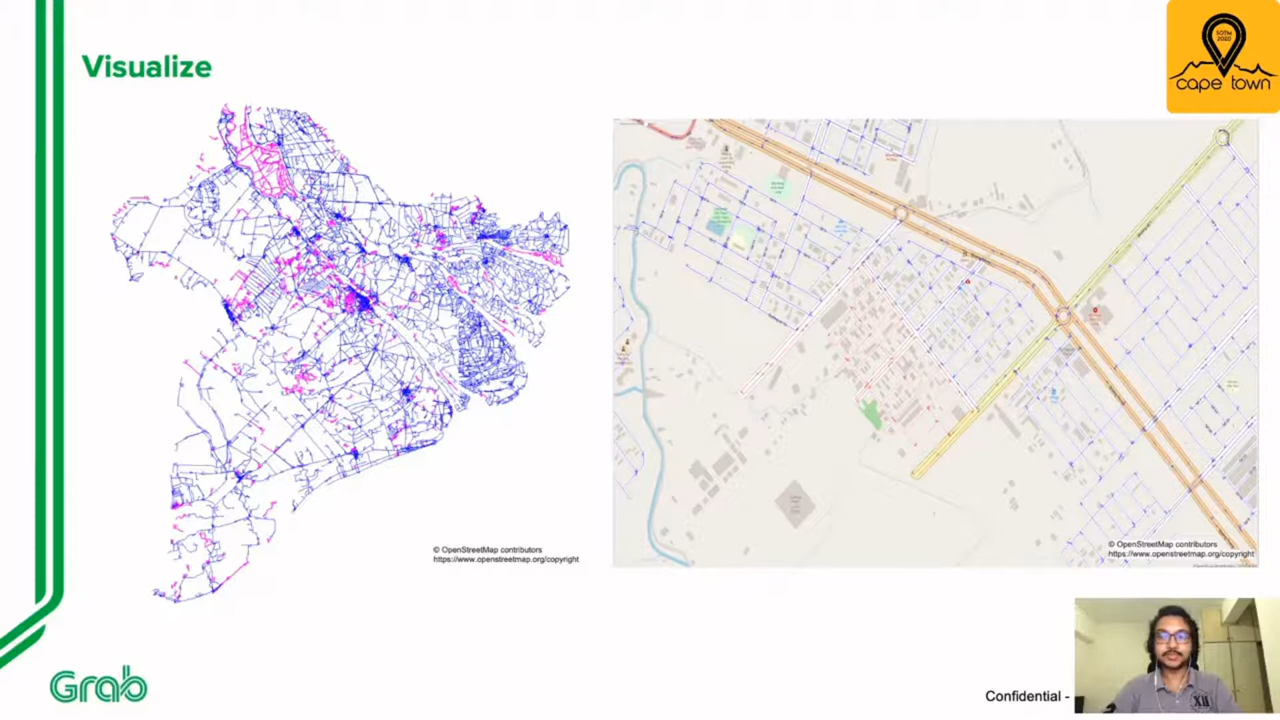 SOTM
2020
cape town
Visualize
© OpenStreetMap contributors
https://www.openstreetmap.org/copyright
© OpenStreetMap contributors
https://www.openstreetmap.org/copyright
Grab
Confidential -
XII